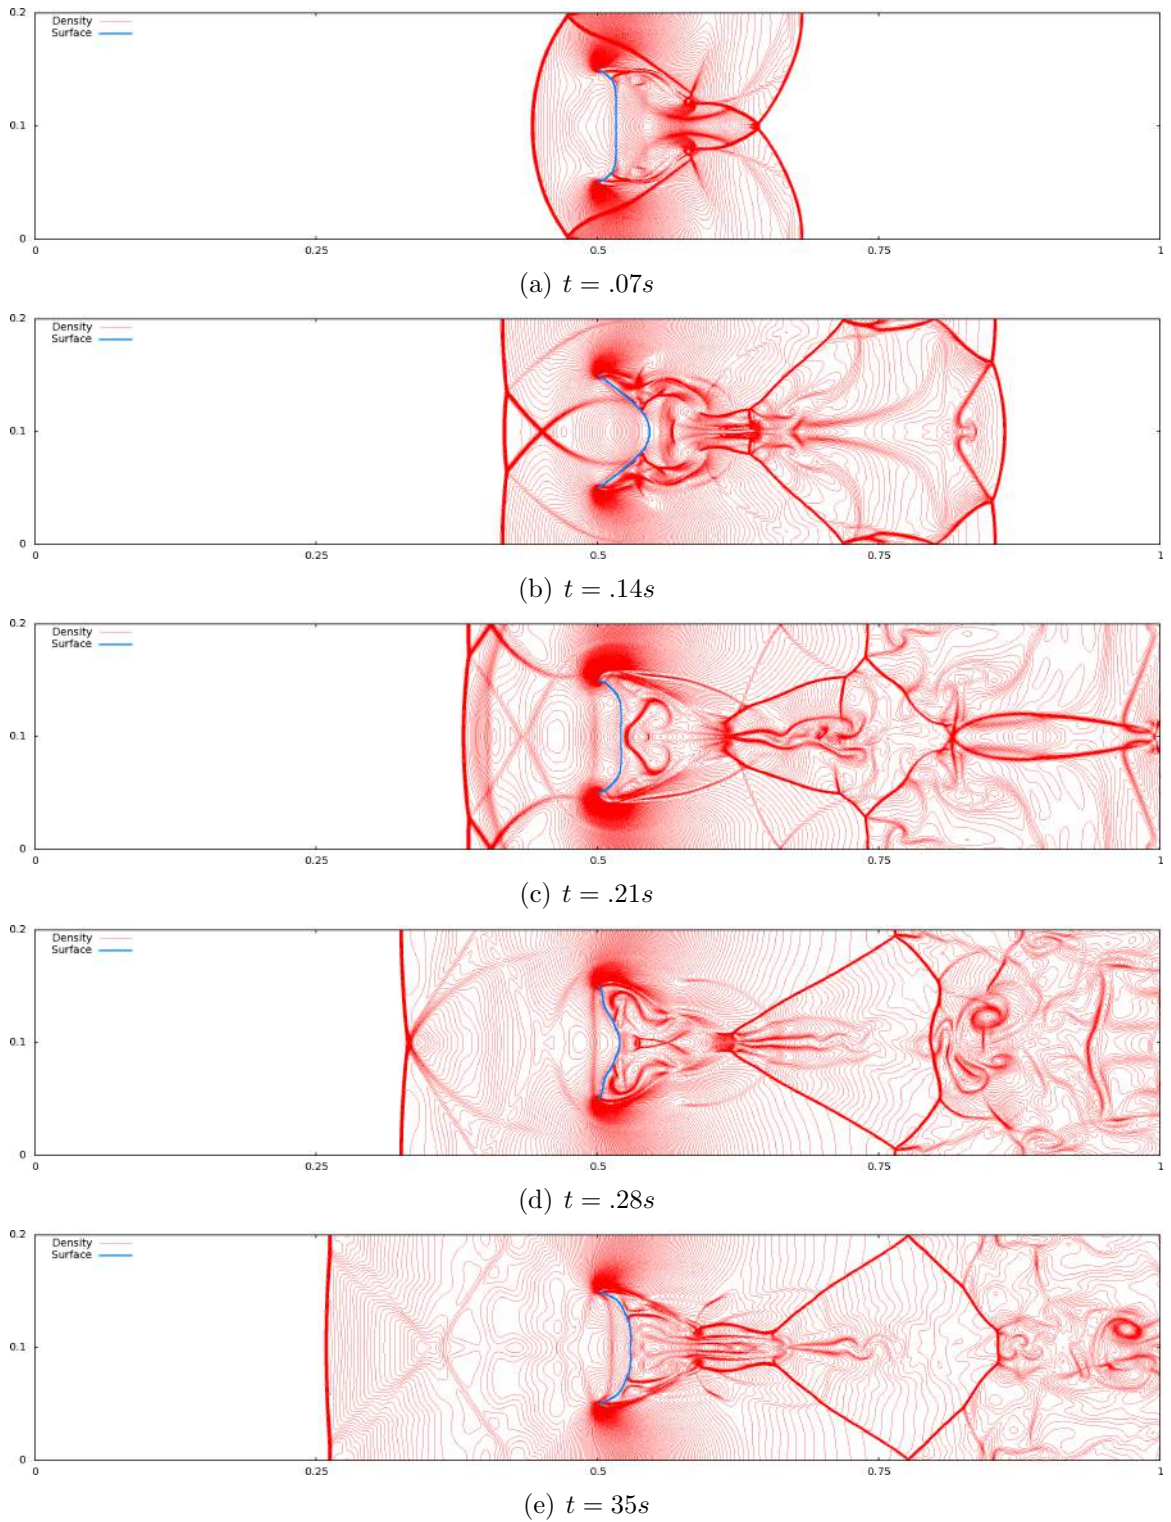 0.2
Density
Surface
0.1
0
0 0.25 0.5 0.75 1
(a) t = .07s
0.2
Density
Surface
0.1
0
0 0.25 0.5 0.75 1
(b) t = .14s
0.2
Density
Surface
0.1
0
0 0.25 0.5 0.75 1
(c) t = .21s
0.2
Density
Surface
0.1
0
0 0.25 0.5 0.75 1
(d) t = .28s
0.2
Density
Surface
0.1
0
0 0.25 0.5 0.75 1
(e) t = 35s